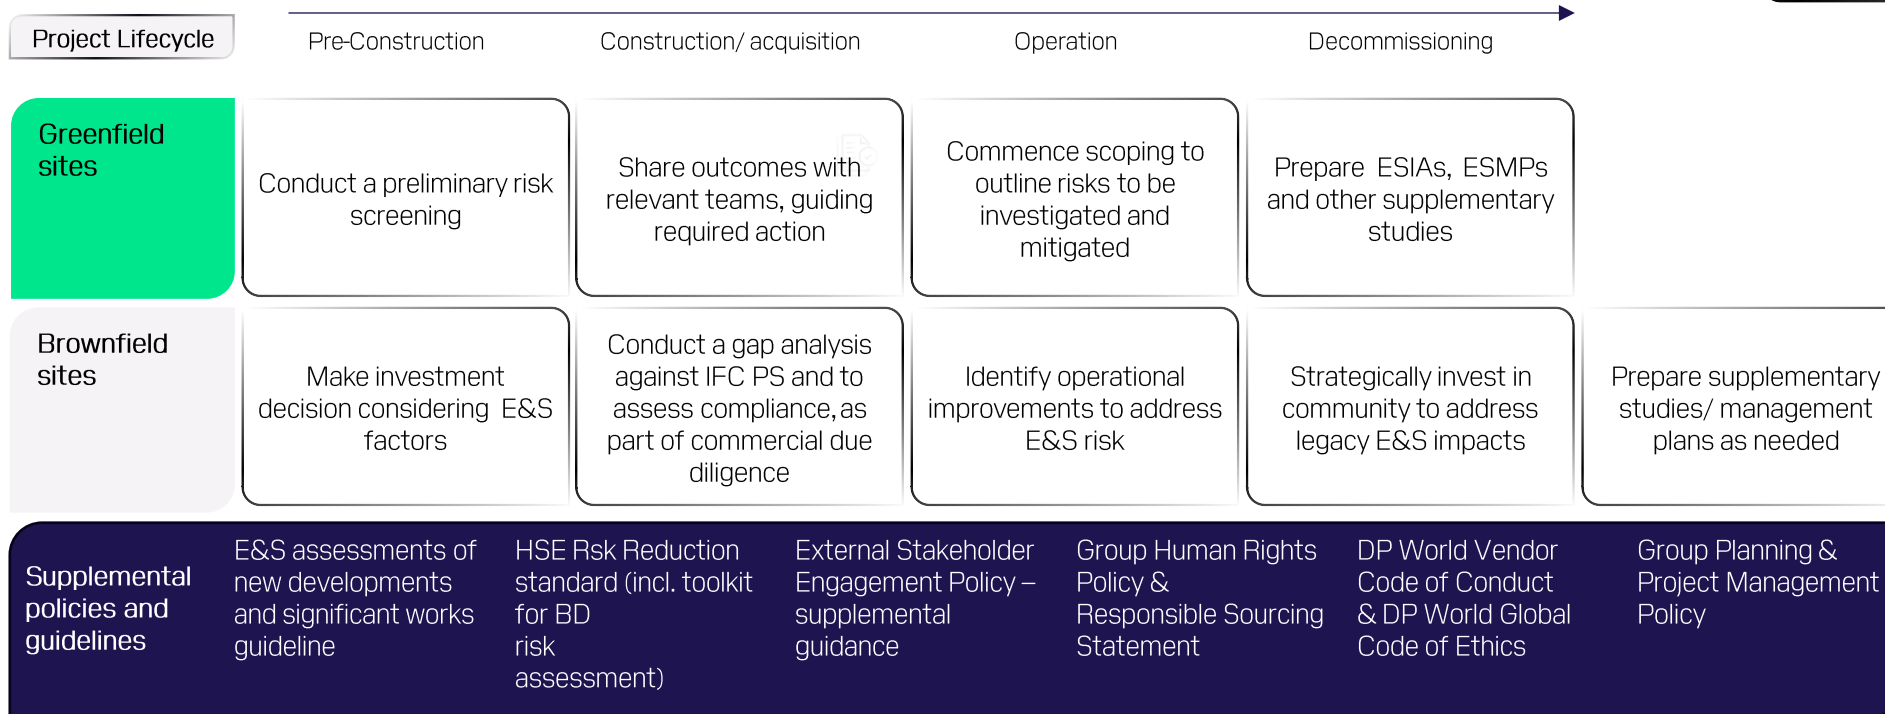 Project Lifecycle
Pre-Construction
Construction/ acquisition
Operation
Decommissioning
Greenfield
sites
Conduct a preliminary risk
screening
Share outcomes with
relevant teams, guiding
required action
Commence scoping to
outline risks to be
investigated and
mitigated
Prepare ESIAs, ESMPs
and other supplementary
studies
Brownfield
sites
Make investment
decision considering E&S
factors
Conduct a gap analysis
against IFC PS and to
assess compliance, as
part of commercial due
diligence
Identify operational
improvements to address
E&S risk
Strategically invest in
community to address
legacy E&S impacts
Prepare supplementary
studies/ management
plans as needed
Supplemental
policies and
guidelines
E&S assessments of
new developments
and significant works
guideline
HSE Rsk Reduction
standard (incl. toolkit
for BD
risk
assessment)
External Stakeholder
Engagement Policy –
supplemental
guidance
Group Human Rights
Policy &
Responsible Sourcing
Statement
DP World Vendor
Code of Conduct
& DP World Global
Code of Ethics
Group Planning &
Project Management
Policy